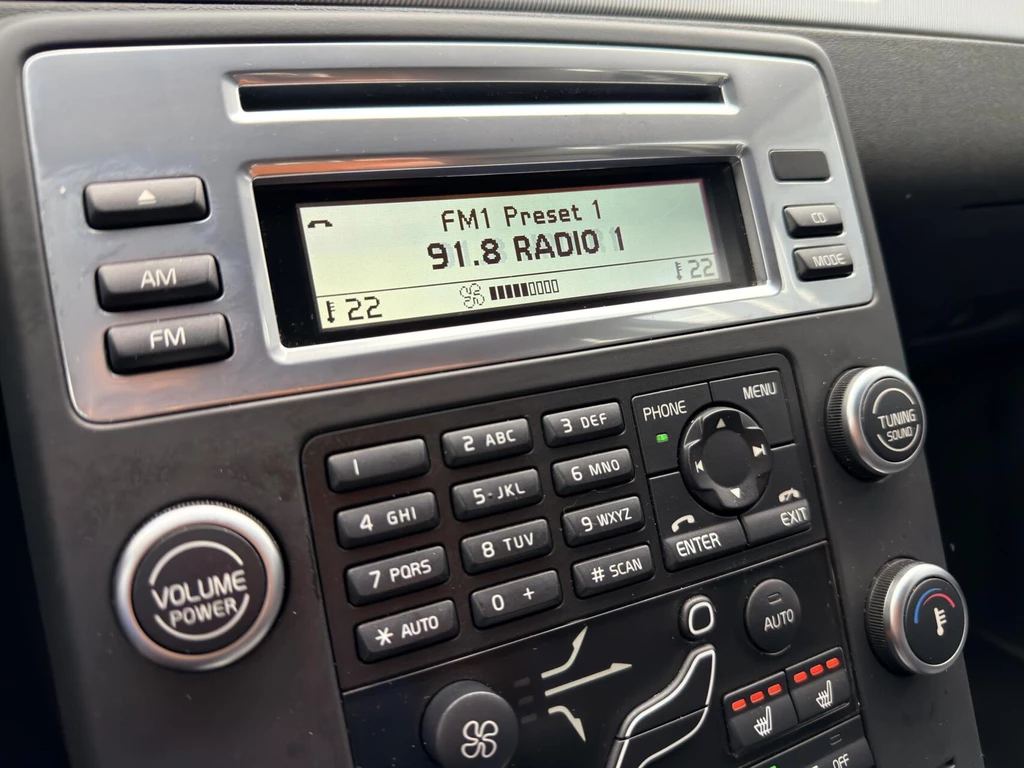 FM1 Preset 1
91.8 RADIO 1
22
22
CD
MODE
AM
FM
1
2 ABC
3 DEF
4 GHI
5-JKL
6 MNO
7 PQRS
8 TUV
9 WXYZ
* AUTO
0 +
# SCAN
PHONE
MENU
ENTER
EXIT
TUNING
SOUND
VOLUME
POWER
AUTO
OFF